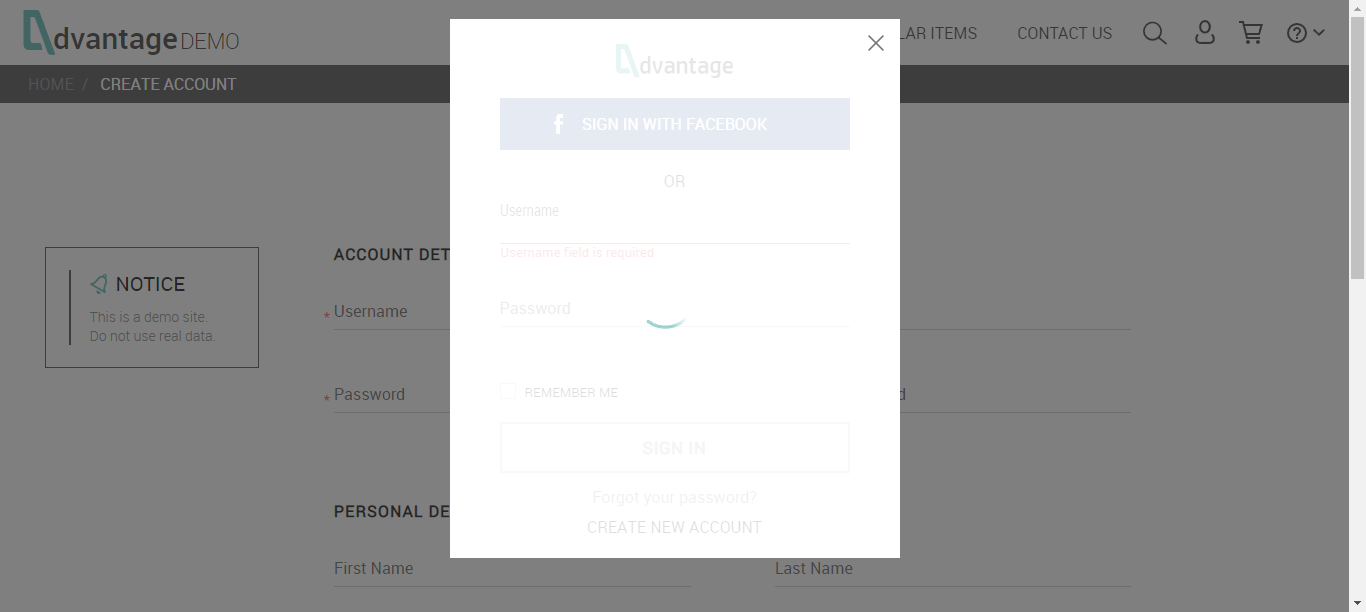 dvantage DEMO
LAR ITEMS
CONTACT US
HOME / CREATE ACCOUNT
dvantage
SIGN IN WITH FACEBOOK
OR
Username
Username field is required
Password
REMEMBER ME
SIGN IN
Forgot your password?
CREATE NEW ACCOUNT
NOTICE
This is a demo site.
Do not use real data.
ACCOUNT DET
* Username
* Password
d
PERSONAL DE
First Name
Last Name